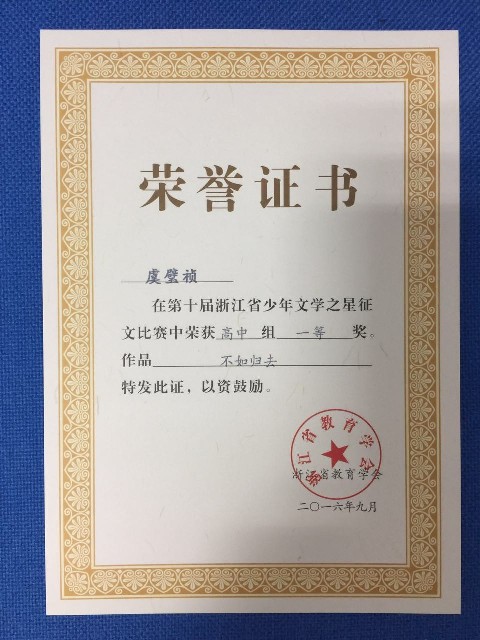 荣誉证书
虞璧祯
在第十届浙江省少年文学之星征
文比赛中荣获高中组一等奖。
作品 不如归去
特发此证，以资鼓励。
浙江省教育学会
浙江省教育学会
二〇一六年九月